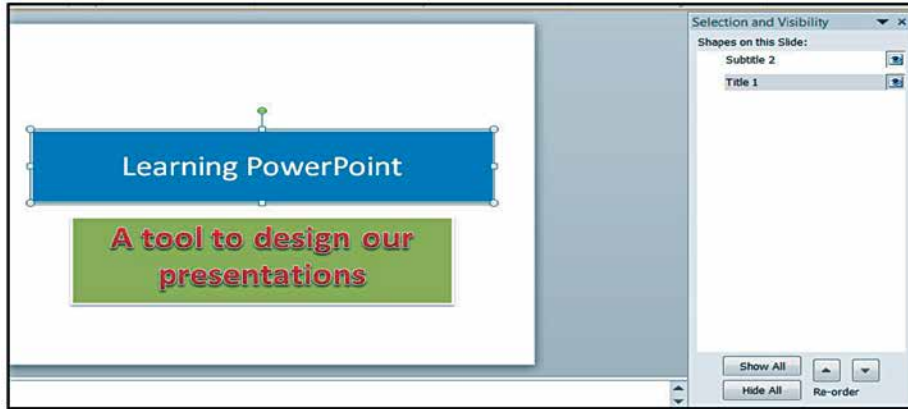 Learning PowerPoint
A tool to design our
presentations
Selection and Visibility
Shapes on this Slide:
Subtitle 2
Title 1
Show All
Hide All
Re-order